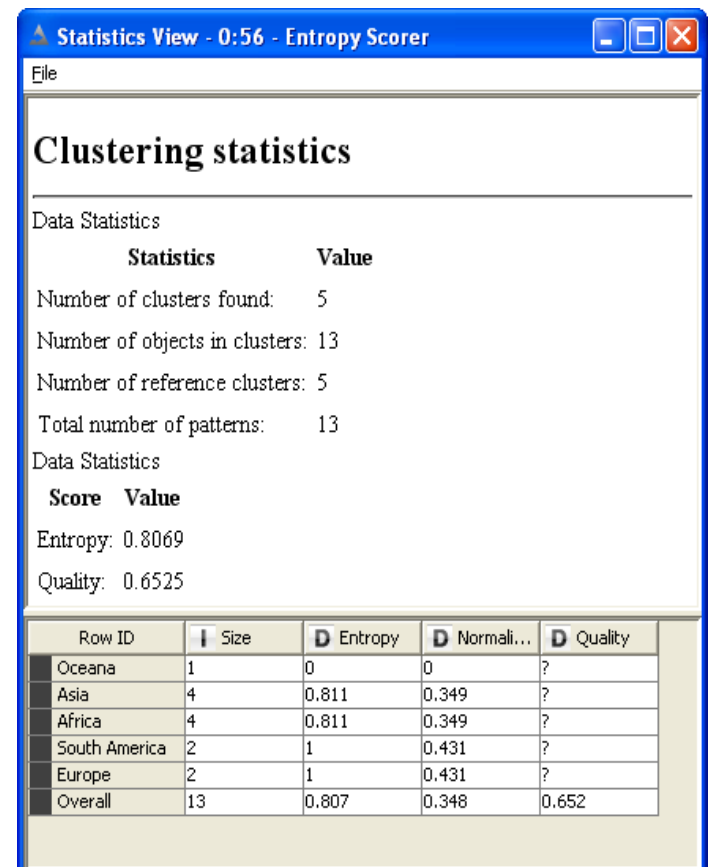 Statistics View - 0:56 - Entropy Scorer
File
Clustering statistics
Data Statistics
Statistics Value
Number of clusters found: 5
Number of objects in clusters: 13
Number of reference clusters: 5
Total number of patterns: 13
Data Statistics
Score Value
Entropy: 0.8069
Quality: 0.6525
Row ID I Size D Entropy D Normali... D Quality
Oceana 1 0 0 ?
Asia 4 0.811 0.349 ?
Africa 4 0.811 0.349 ?
South America 2 1 0.431 ?
Europe 2 1 0.431 ?
Overall 13 0.807 0.348 0.652